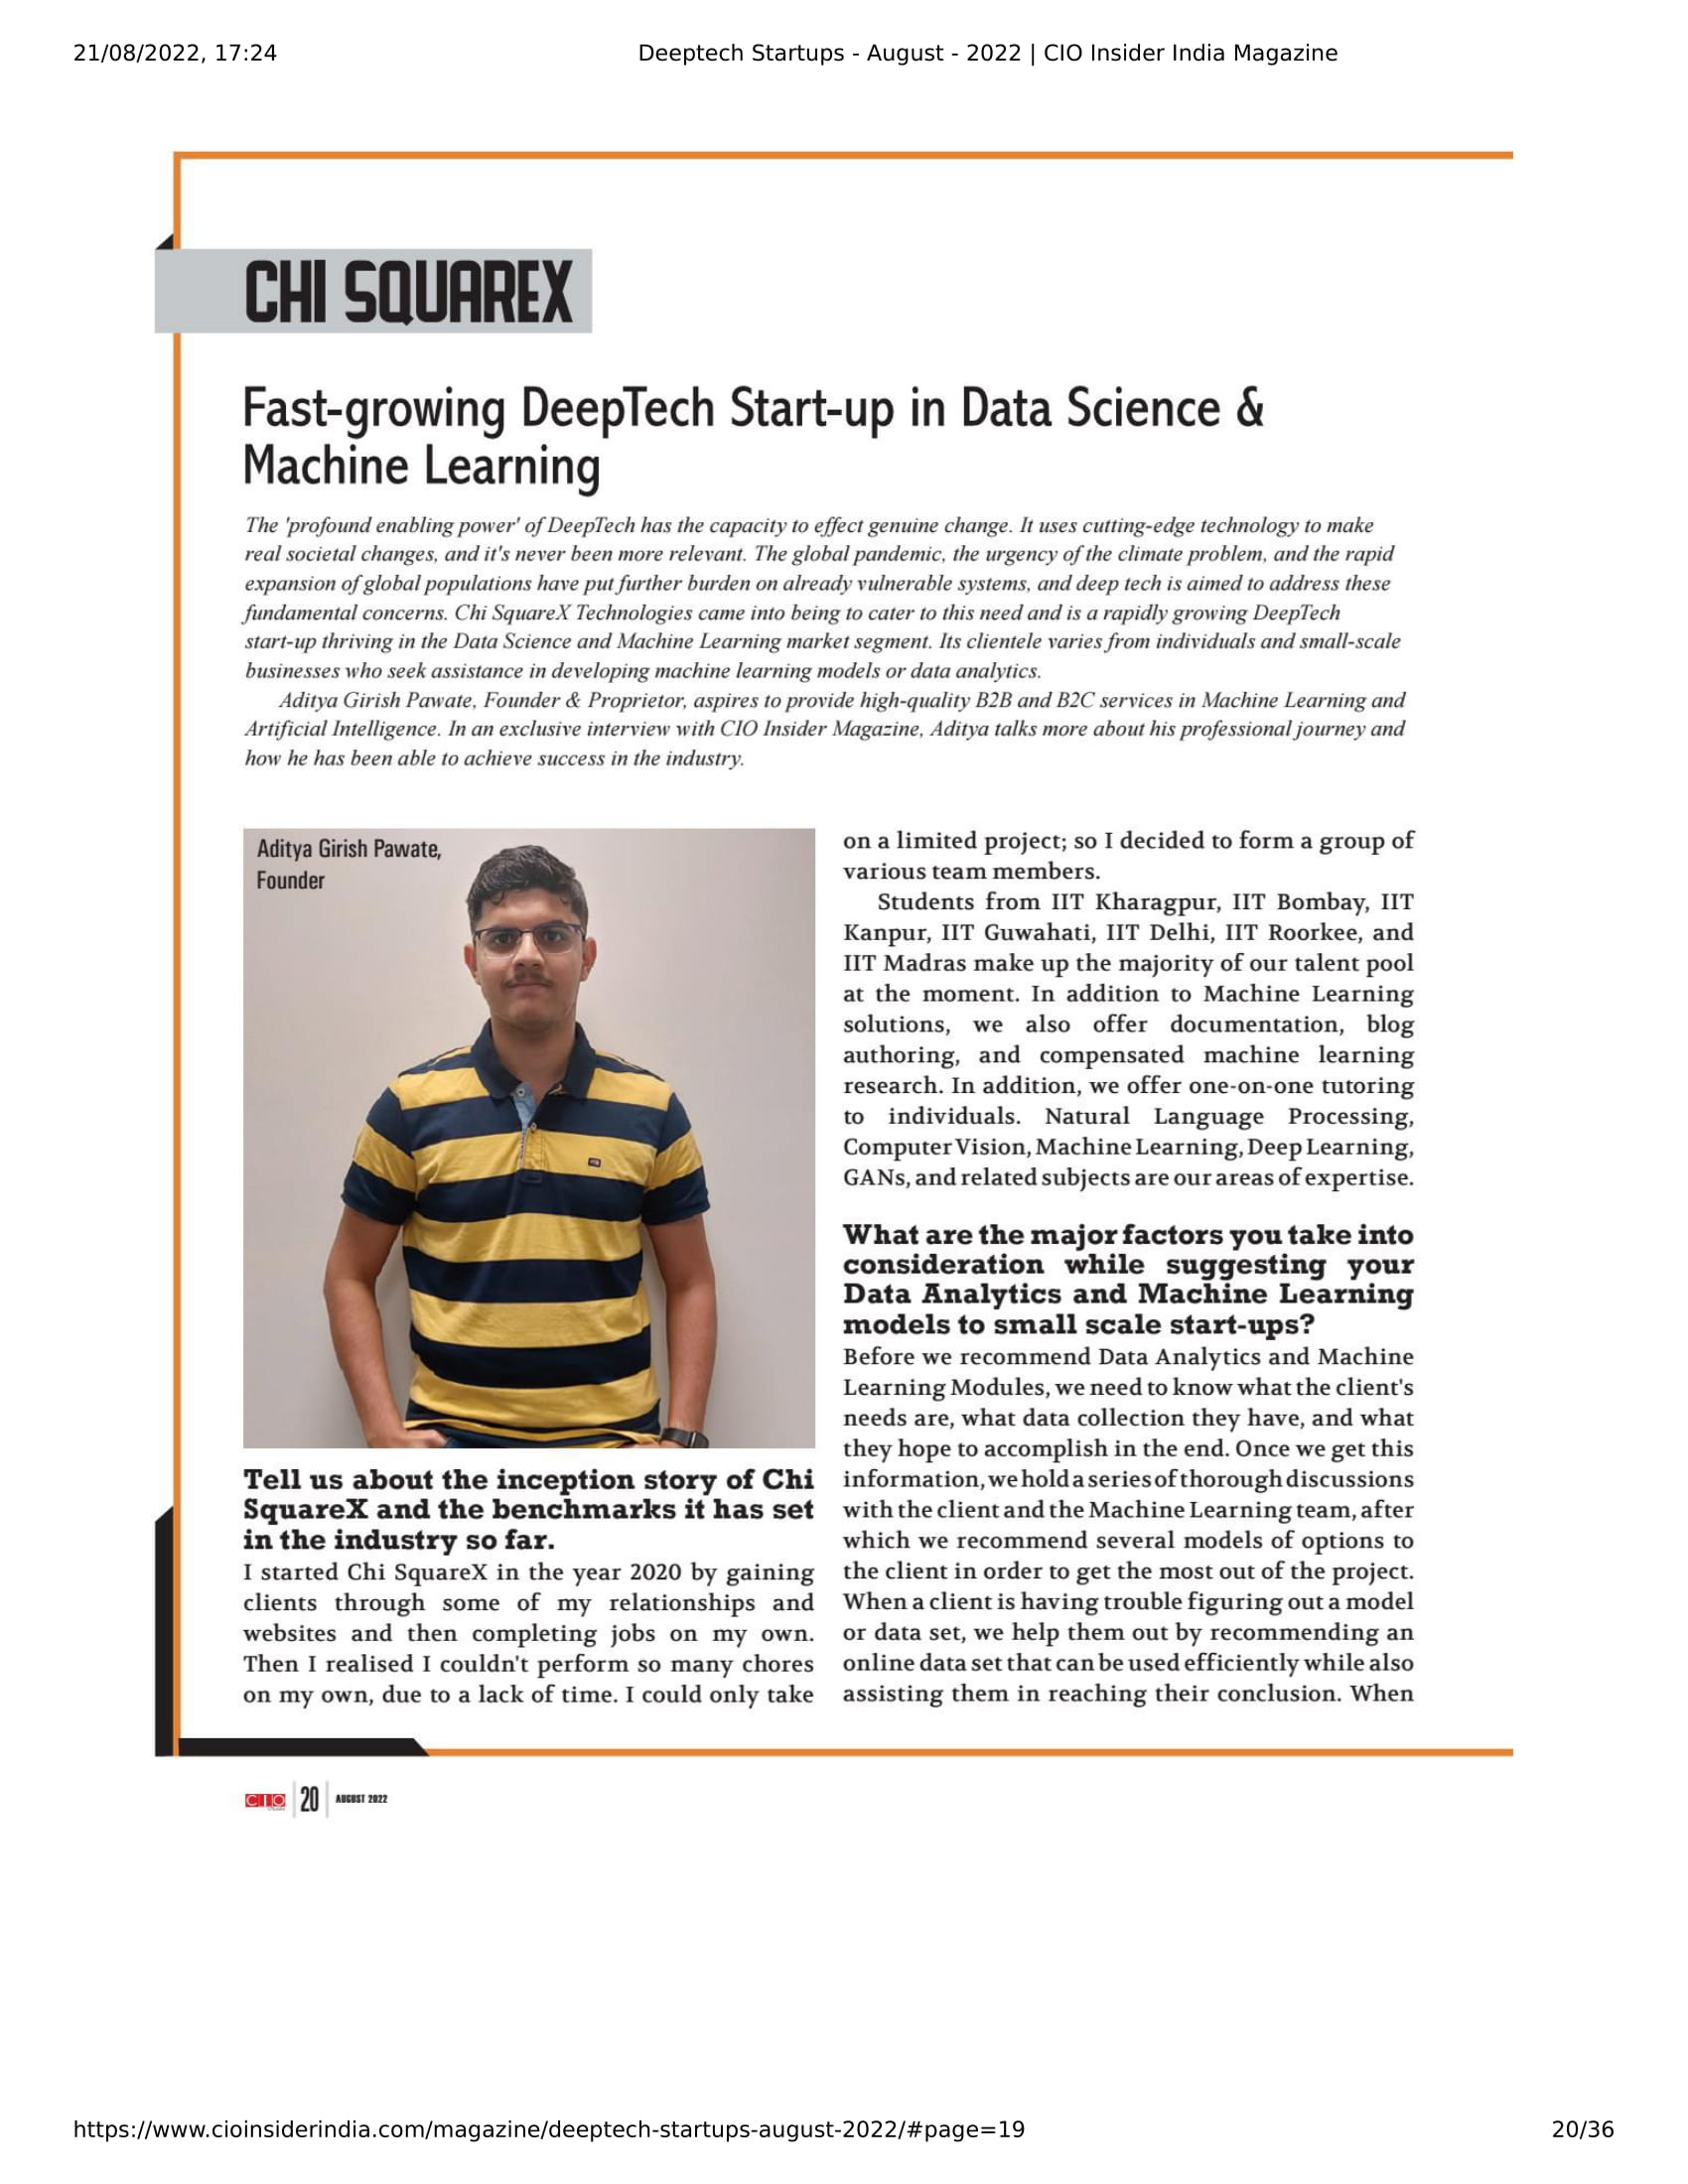 21/08/2022, 17:24
Deeptech Startups - August - 2022 | CIO Insider India Magazine
CHI SQUAREX
Fast-growing DeepTech Start-up in Data Science &
Machine Learning
The 'profound enabling power' of DeepTech has the capacity to effect genuine change. It uses cutting-edge technology to make
real societal changes, and it's never been more relevant. The global pandemic, the urgency of the climate problem, and the rapid
expansion of global populations have put further burden on already vulnerable systems, and deep tech is aimed to address these
fundamental concerns. Chi SquareX Technologies came into being to cater to this need and is a rapidly growing DeepTech
start-up thriving in the Data Science and Machine Learning market segment. Its clientele varies from individuals and small-scale
businesses who seek assistance in developing machine learning models or data analytics.
Aditya Girish Pawate, Founder & Proprietor, aspires to provide high-quality B2B and B2C services in Machine Learning and
Artificial Intelligence. In an exclusive interview with CIO Insider Magazine, Aditya talks more about his professional journey and
how he has been able to achieve success in the industry.
Aditya Girish Pawate,
Founder
Tell us about the inception story of Chi
SquareX and the benchmarks it has set
in the industry so far.
I started Chi SquareX in the year 2020 by gaining
clients through some of my relationships and
websites and then completing jobs on my own.
Then I realised I couldn't perform so many chores
on my own, due to a lack of time. I could only take
on a limited project; so I decided to form a group of
various team members.
Students from IIT Kharagpur, IIT Bombay, IIT
Kanpur, IIT Guwahati, IIT Delhi, IIT Roorkee, and
IIT Madras make up the majority of our talent pool
at the moment. In addition to Machine Learning
solutions, we also offer documentation, blog
authoring, and compensated machine learning
research. In addition, we offer one-on-one tutoring
to individuals. Natural Language Processing,
Computer Vision, Machine Learning, Deep Learning,
GANs, and related subjects are our areas of expertise.
What are the major factors you take into
consideration while suggesting your
Data Analytics and Machine Learning
models to small scale start-ups?
Before we recommend Data Analytics and Machine
Learning Modules, we need to know what the client's
needs are, what data collection they have, and what
they hope to accomplish in the end. Once we get this
information, we hold a series of thorough discussions
with the client and the Machine Learning team, after
which we recommend several models of options to
the client in order to get the most out of the project.
When a client is having trouble figuring out a model
or data set, we help them out by recommending an
online data set that can be used efficiently while also
assisting them in reaching their conclusion. When
CIO 20 AUGUST 2022
https://www.cioinsiderindia.com/magazine/deeptech-startups-august-2022/#page=19
20/36